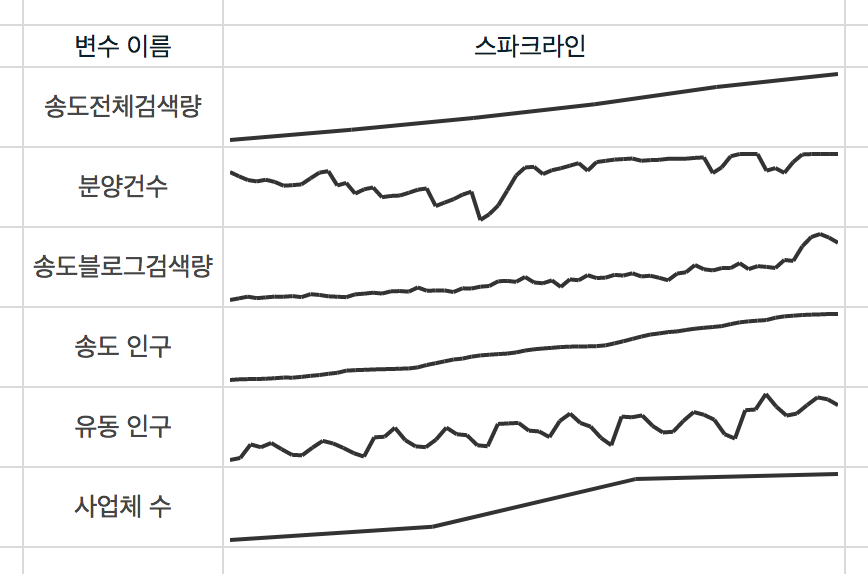 변수 이름
스파크라인
송도전체검색량
분양건수
송도블로그검색량
송도 인구
유동 인구
사업체 수